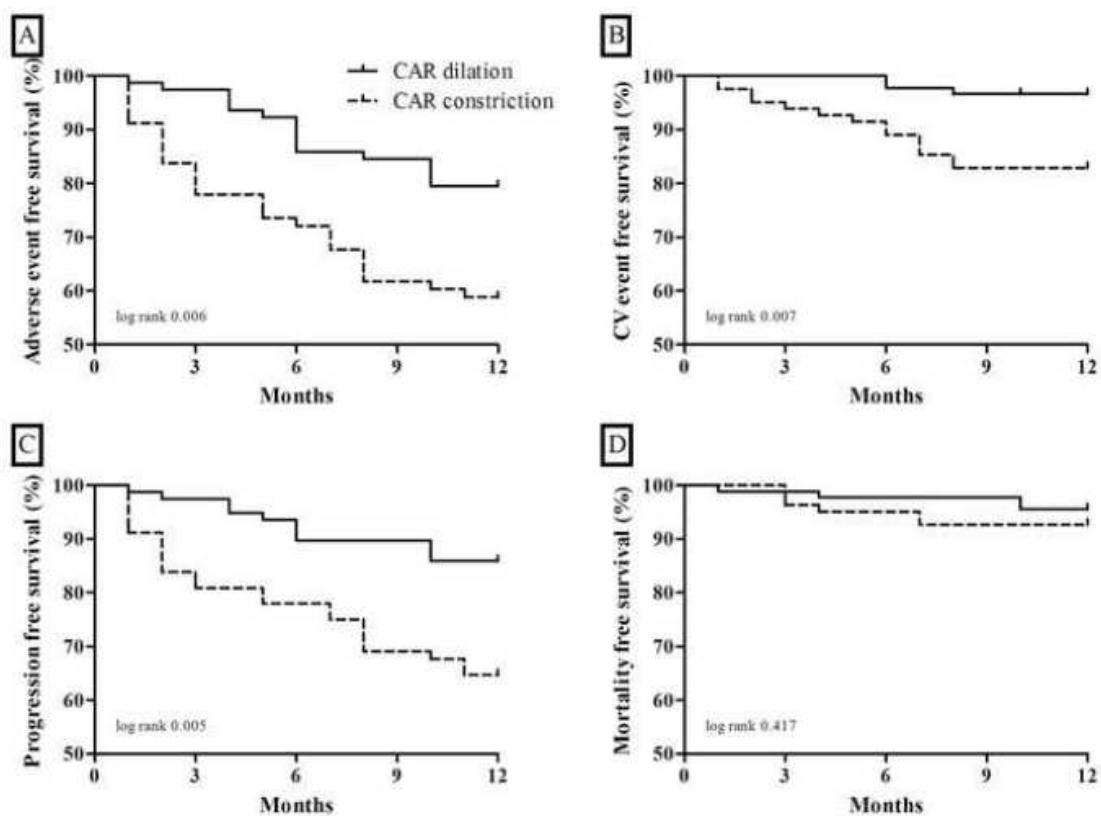 A
Adverse event free survival (%)
100
90
80
70
60
50
CAR dilation
CAR constriction
log rank 0.006
0 3 6 9 12
Months
B
CV event free survival (%)
100
90
80
70
60
50
log rank 0.007
0 3 6 9 12
Months
C
Progression free survival (%)
100
90
80
70
60
50
log rank 0.005
0 3 6 9 12
Months
D
Mortality free survival (%)
100
90
80
70
60
50
log rank 0.417
0 3 6 9 12
Months